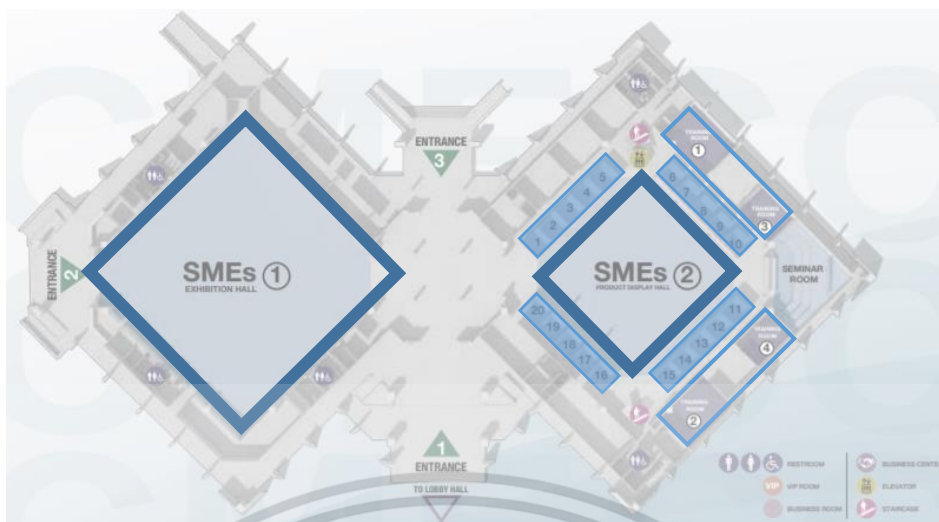 ENTRANCE
3
TRAINING
ROOM
1
5
4
3
2
1
6
7
8
9
10
TRAINING
ROOM
3
ENTRANCE
2
SMEs 1
EXHIBITION HALL
SMEs 2
PRODUCT DISPLAY HALL
SEMINAR
ROOM
20
19
18
17
16
11
12
13
14
15
TRAINING
ROOM
4
TRAINING
ROOM
2
1
ENTRANCE
TO LOBBY HALL
RESTROOM
VIP
VIP ROOM
BUSINESS ROOM
ELEVATOR
STAIRCASE